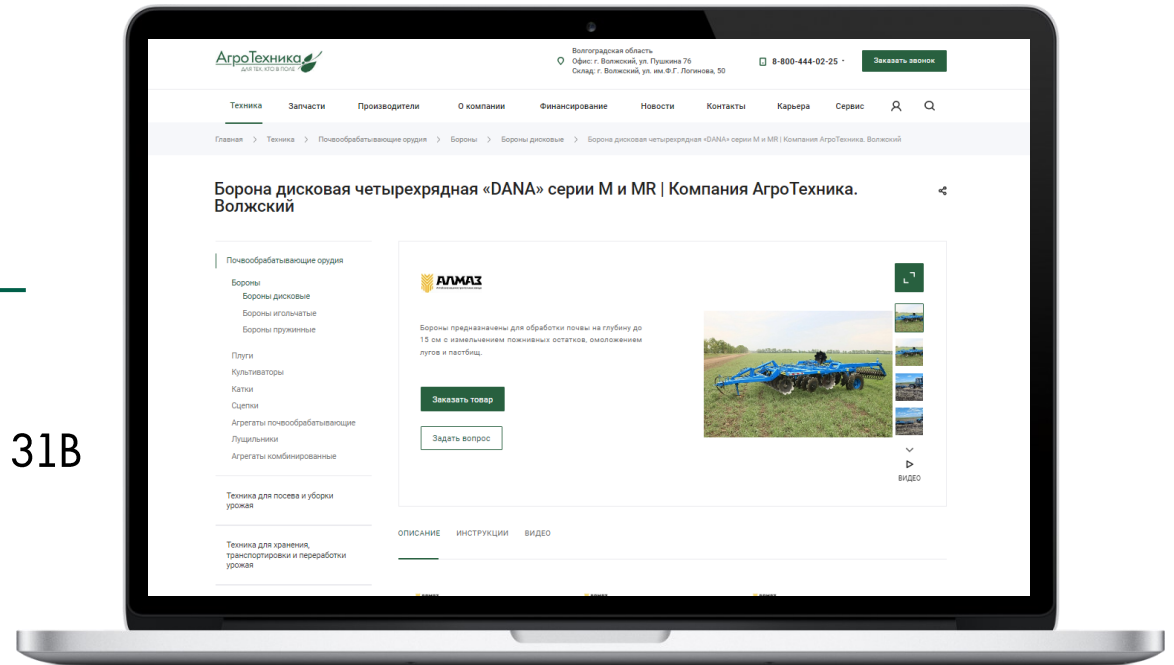 АгроТехника
ДЛЯ ТЕХ, КТО В ПОЛЕ
Волгоградская область
Офис: г. Волжский, ул. Пушкина 76
Склад: г. Волжский, ул. им.Ф.Г. Логинова, 50
8-800-444-02-25
Заказать звонок
Техника Запчасти Производители О компании Финансирование Новости Контакты Карьера Сервис
Главная > Техника > Почвообрабатывающие орудия > Бороны > Бороны дисковые > Борона дисковая четырехрядная «DANA» серии М и MR | Компания АгроТехника. Волжский
Борона дисковая четырехрядная «DANA» серии М и MR | Компания АгроТехника.
Волжский
Почвообрабатывающие орудия
Бороны
Бороны дисковые
Бороны игольчатые
Бороны пружинные
Плуги
Культиваторы
Катки
Сцепки
Агрегаты почвообрабатывающие
Лущильники
Агрегаты комбинированные
Техника для посева и уборки
урожая
Техника для хранения,
транспортировки и переработки
урожая
АЛМАЗ
Бороны предназначены для обработки почвы на глубину до
15 см с измельчением пожнивных остатков, омоложением
лугов и пастбищ.
Заказать товар
Задать вопрос
ВИДЕО
ОПИСАНИЕ ИНСТРУКЦИИ ВИДЕО
31В